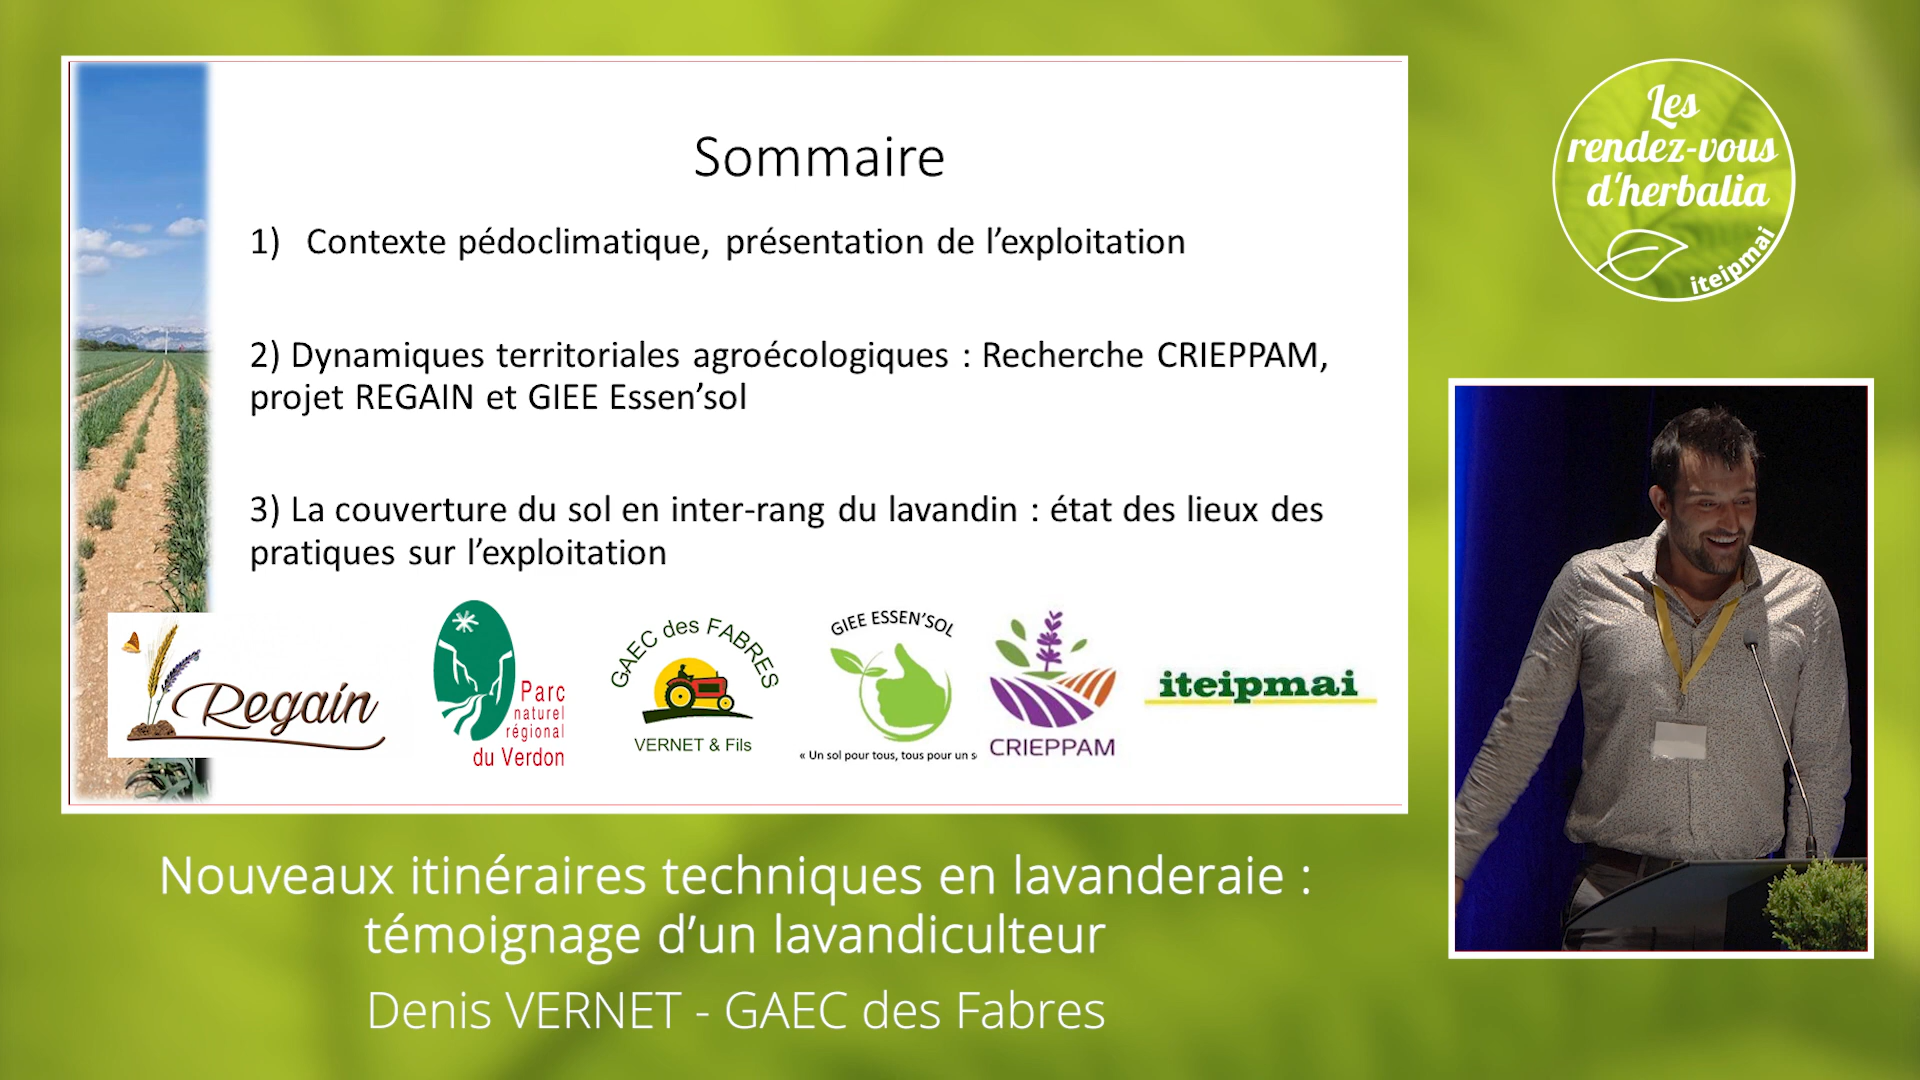 Sommaire
1) Contexte pédoclimatique, présentation de l’exploitation
2) Dynamiques territoriales agroécologiques : Recherche CRIEPPAM,
projet REGAIN et GIEE Essen’sol
3) La couverture du sol en inter-rang du lavandin : état des lieux des
pratiques sur l’exploitation
Regain
Parc
naturel
régional
du Verdon
GAEC des FABRES
VERNET & Fils
GIEE ESSEN’SOL
« Un sol pour tous, tous pour un s
CRIEPPAM
iteipmai
Les
rendez-vous
d'herbalia
iteipmai
Nouveaux itinéraires techniques en lavanderaie :
témoignage d’un lavandiculteur
Denis VERNET - GAEC des Fabres